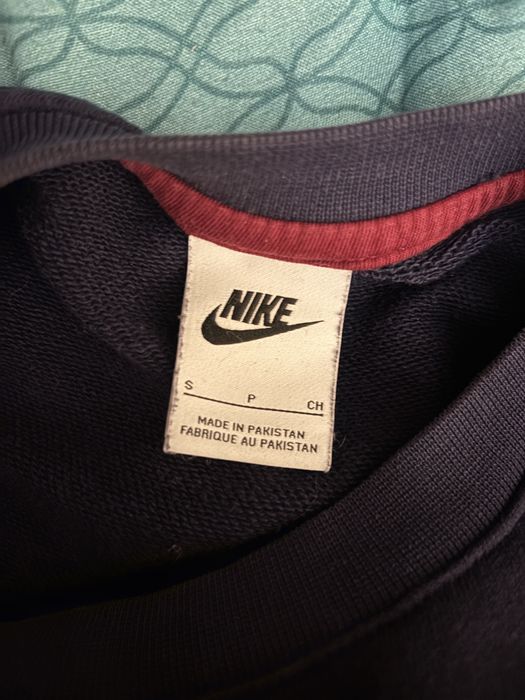 NIKE
S P CH
MADE IN PAKISTAN
FABRIQUE AU PAKISTAN